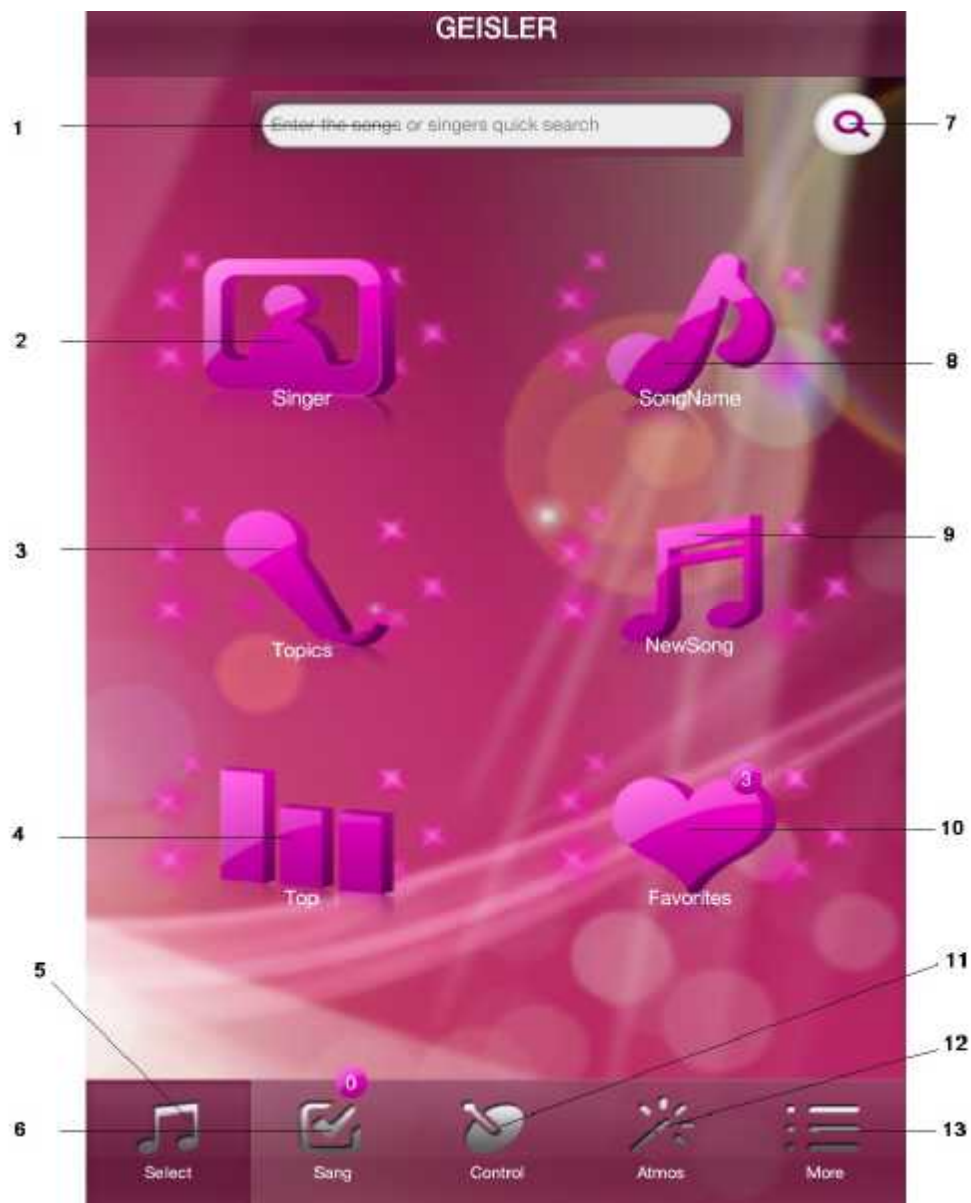 GEISLER
1
Enter the songs or singers quick search
7
2
Singer
8
SongName
3
Topics
9
NewSong
4
Top
3
10
Favorites
5
11
12
0
6
13
Select
Sang
Control
Atmos
More